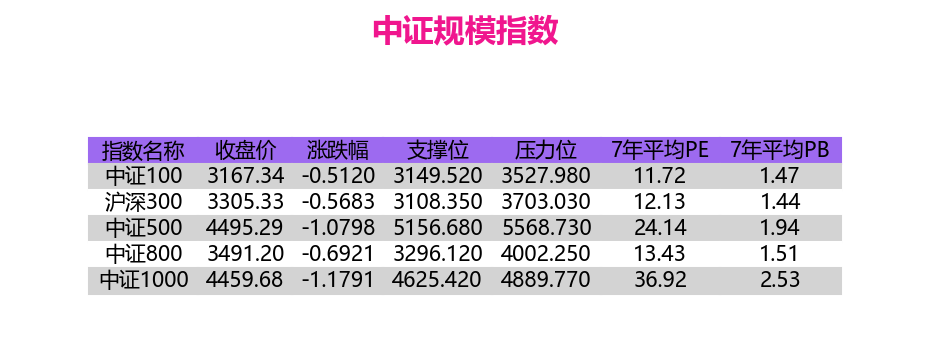 中证规模指数
指数名称 收盘价 涨跌幅 支撑位 压力位 7年平均PE 7年平均PB
中证100 3167.34 -0.5120 3149.520 3527.980 11.72 1.47
沪深300 3305.33 -0.5683 3108.350 3703.030 12.13 1.44
中证500 4495.29 -1.0798 5156.680 5568.730 24.14 1.94
中证800 3491.20 -0.6921 3296.120 4002.250 13.43 1.51
中证1000 4459.68 -1.1791 4625.420 4889.770 36.92 2.53